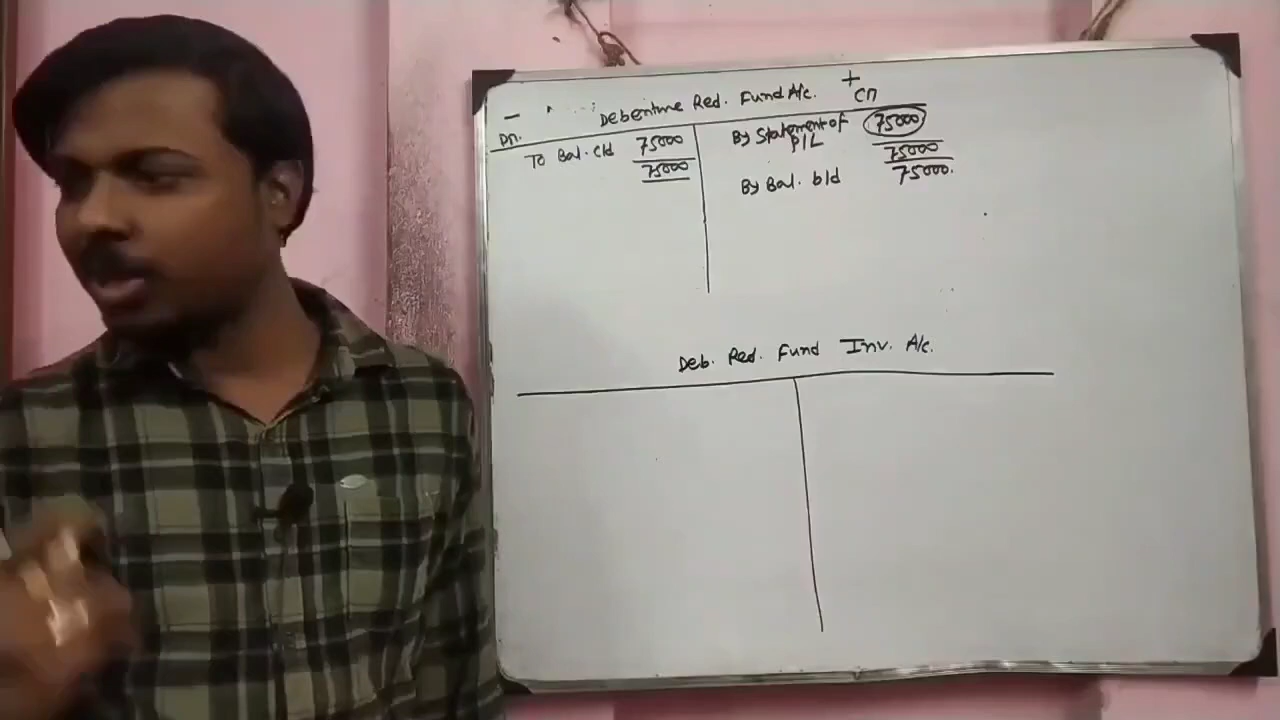 Debenture Red. Fund A/c.
- +
Dr. Cr
To Bal. c/d 75000
75000
By Statement of P/L 75000
75000
By Bal. b/d 75000.
Deb. Red. Fund Inv. A/c.